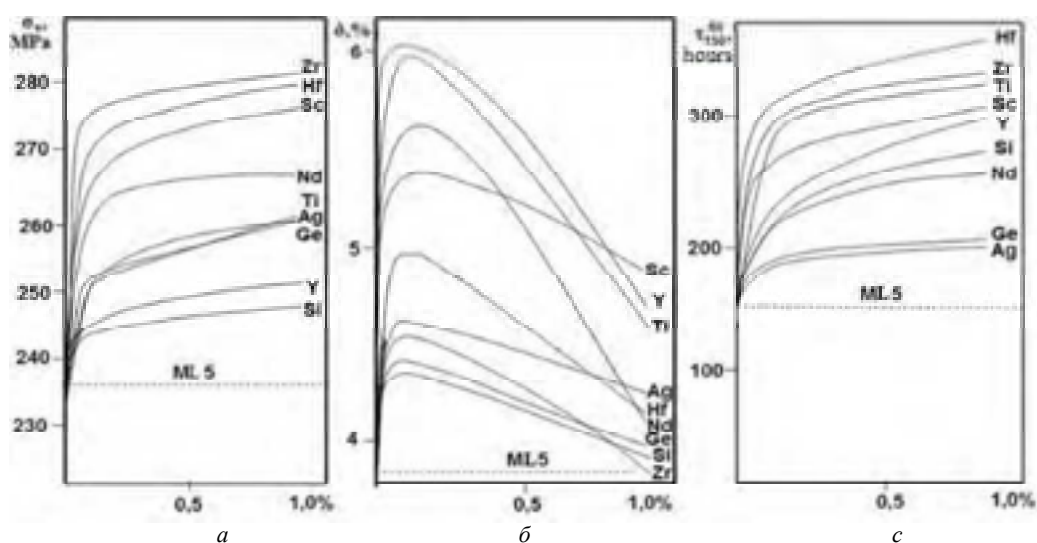 MPa
280
270
260
250
240
230
Zr
Hf
Sc
Nd
Ti
Ag
Ge
Y
Si
ML 5
0,5
1,0%
а
δ,%
6
5
4
Sc
Y
Ti
Ag
Hf
Nd
Ge
Si
Zr
ML5
0,5
1,0%
б
hours
300
200
100
Hf
Zr
Ti
Sc
Y
Si
Nd
Ge
Ag
ML5
0,5
1,0%
с